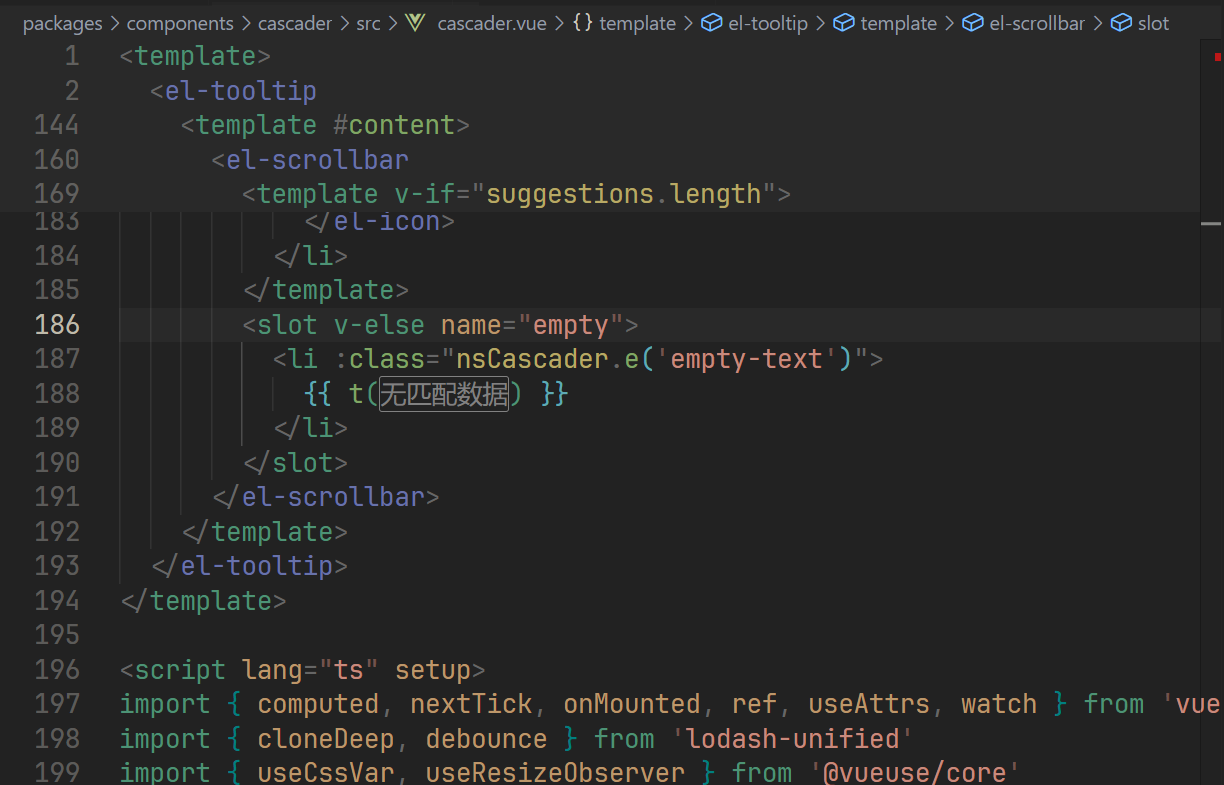 packages > components > cascader > src > cascader.vue > {} template > el-tooltip > template > el-scrollbar > slot
1 <template>
2 <el-tooltip
144 <template #content>
160 <el-scrollbar
169 <template v-if="suggestions.length">
183 </el-icon>
184 </li>
185 </template>
186 <slot v-else name="empty">
187 <li :class="nsCascader.e('empty-text')">
188 {{ t(无匹配数据) }}
189 </li>
190 </slot>
191 </el-scrollbar>
192 </template>
193 </el-tooltip>
194 </template>
195
196 <script lang="ts" setup>
197 import { computed, nextTick, onMounted, ref, useAttrs, watch } from 'vue
198 import { cloneDeep, debounce } from 'lodash-unified'
199 import { useCssVar, useResizeObserver } from '@vueuse/core'